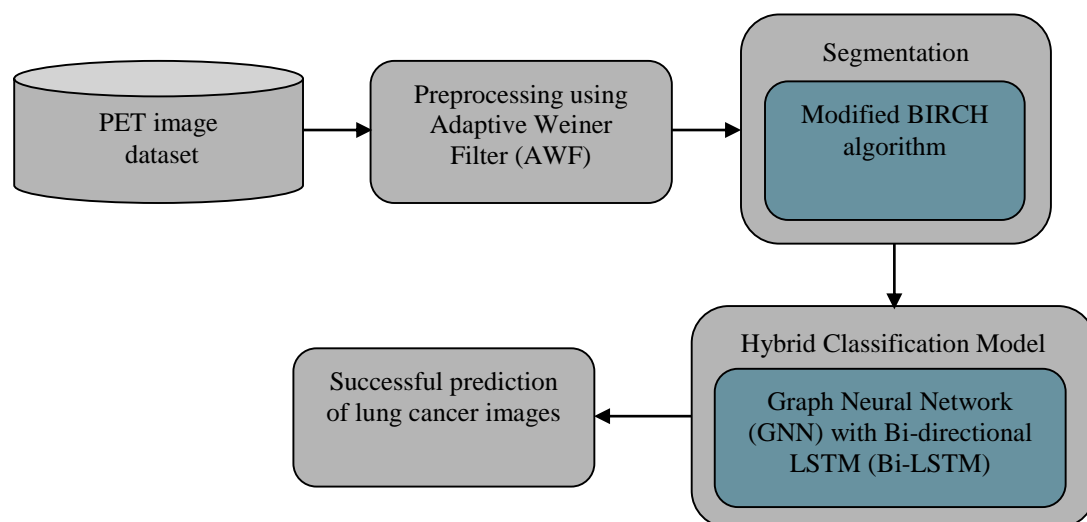 PET image
dataset
Preprocessing using
Adaptive Weiner
Filter (AWF)
Segmentation
Modified BIRCH
algorithm
Hybrid Classification Model
Graph Neural Network
(GNN) with Bi-directional
LSTM (Bi-LSTM)
Successful prediction
of lung cancer images